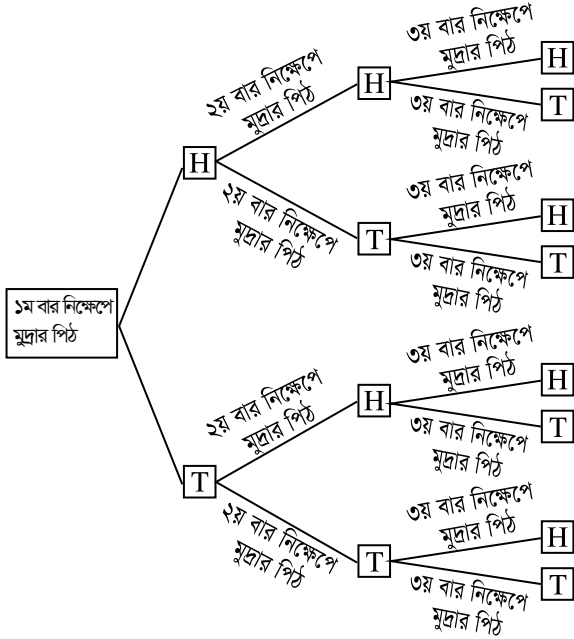 ১ম বার নিক্ষেপে
মুদ্রার পিঠ
H
২য় বার নিক্ষেপে
মুদ্রার পিঠ
H
৩য় বার নিক্ষেপে
মুদ্রার পিঠ
H
৩য় বার নিক্ষেপে
মুদ্রার পিঠ
T
২য় বার নিক্ষেপে
মুদ্রার পিঠ
T
৩য় বার নিক্ষেপে
মুদ্রার পিঠ
H
৩য় বার নিক্ষেপে
মুদ্রার পিঠ
T
T
২য় বার নিক্ষেপে
মুদ্রার পিঠ
H
৩য় বার নিক্ষেপে
মুদ্রার পিঠ
H
৩য় বার নিক্ষেপে
মুদ্রার পিঠ
T
২য় বার নিক্ষেপে
মুদ্রার পিঠ
T
৩য় বার নিক্ষেপে
মুদ্রার পিঠ
H
৩য় বার নিক্ষেপে
মুদ্রার পিঠ
T